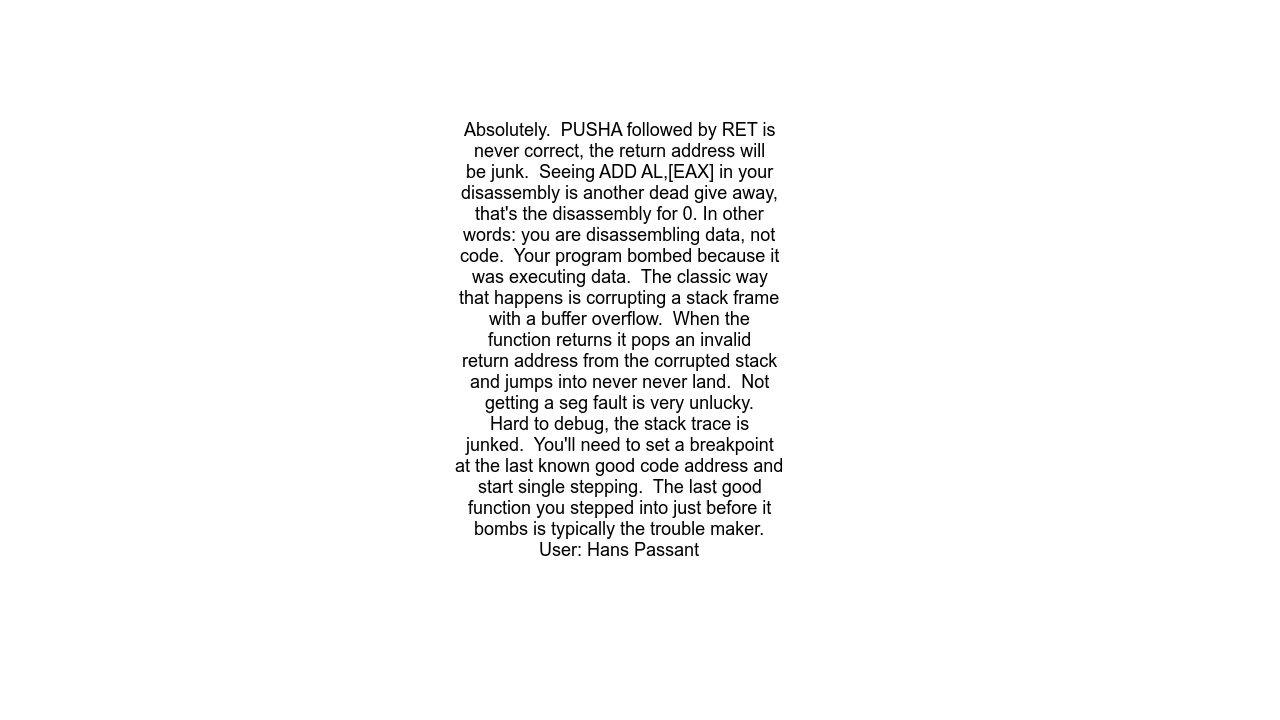 Absolutely.  PUSHA followed by RET is
never correct, the return address will
be junk.  Seeing ADD AL,[EAX] in your
disassembly is another dead give away,
that's the disassembly for 0. In other
words: you are disassembling data, not
code.  Your program bombed because it
was executing data.  The classic way
that happens is corrupting a stack frame
with a buffer overflow.  When the
function returns it pops an invalid
return address from the corrupted stack
and jumps into never never land.  Not
getting a seg fault is very unlucky.
Hard to debug, the stack trace is
junked.  You'll need to set a breakpoint
at the last known good code address and
start single stepping.  The last good
function you stepped into just before it
bombs is typically the trouble maker.
User: Hans Passant